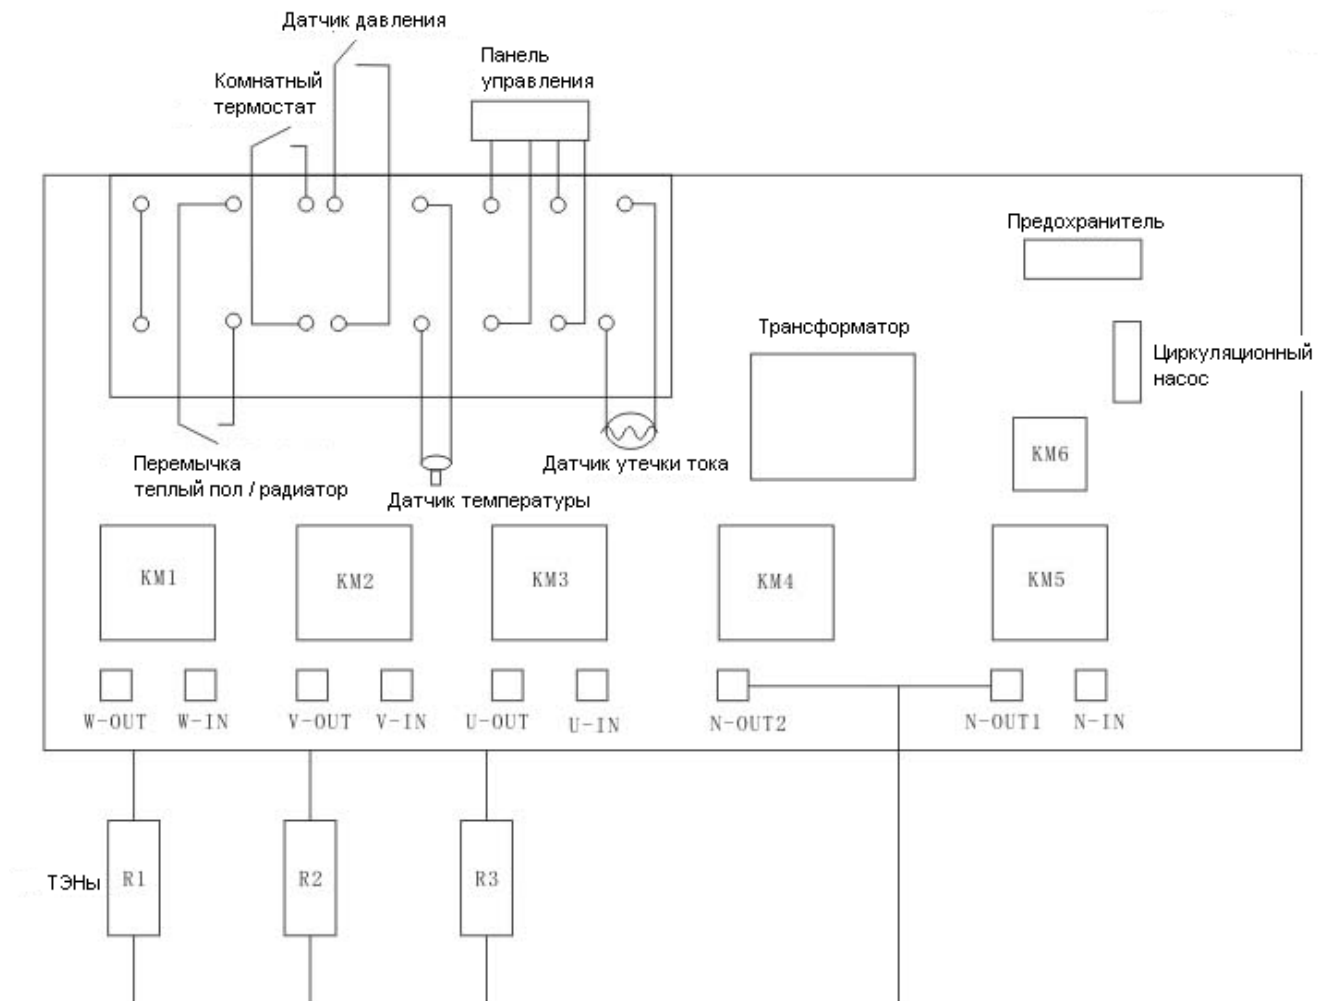 Датчик давления
Панель
управления
Комнатный
термостат
Предохранитель
Трансформатор
Циркуляционный
насос
Перемычка
теплый пол / радиатор
Датчик утечки тока
Датчик температуры
KM6
KM1
KM2
KM3
KM4
KM5
W-OUT
W-IN
V-OUT
V-IN
U-OUT
U-IN
N-OUT2
N-OUT1
N-IN
ТЭНы
R1
R2
R3